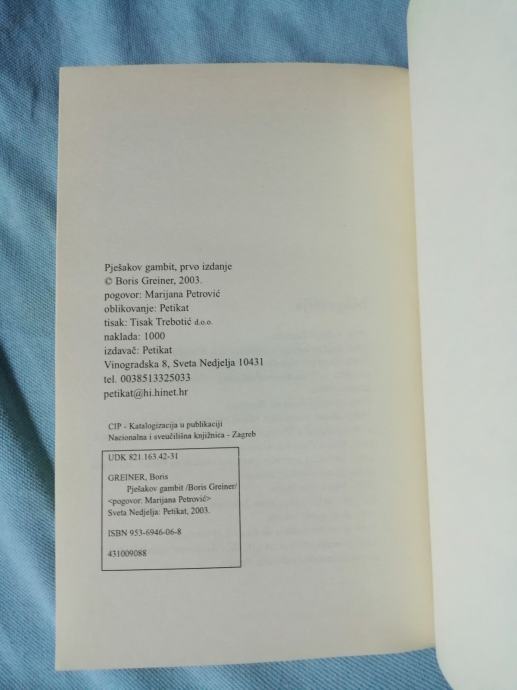 Pješakov gambit, prvo izdanje
© Boris Greiner, 2003.
pogovor: Marijana Petrović
oblikovanje: Petikat
tisak: Tisak Trebotić d.o.o.
naklada: 1000
izdavač: Petikat
Vinogradska 8, Sveta Nedjelja 10431
tel. 0038513325033
petikat@hi.hinet.hr
CIP - Katalogizacija u publikaciji
Nacionalna i sveučilišna knjižnica - Zagreb
UDK 821.163.42-31
GREINER, Boris
Pješakov gambit /Boris Greiner/
<pogovor: Marijana Petrović>
Sveta Nedjelja: Petikat, 2003.
ISBN 953-6946-06-8
431009088